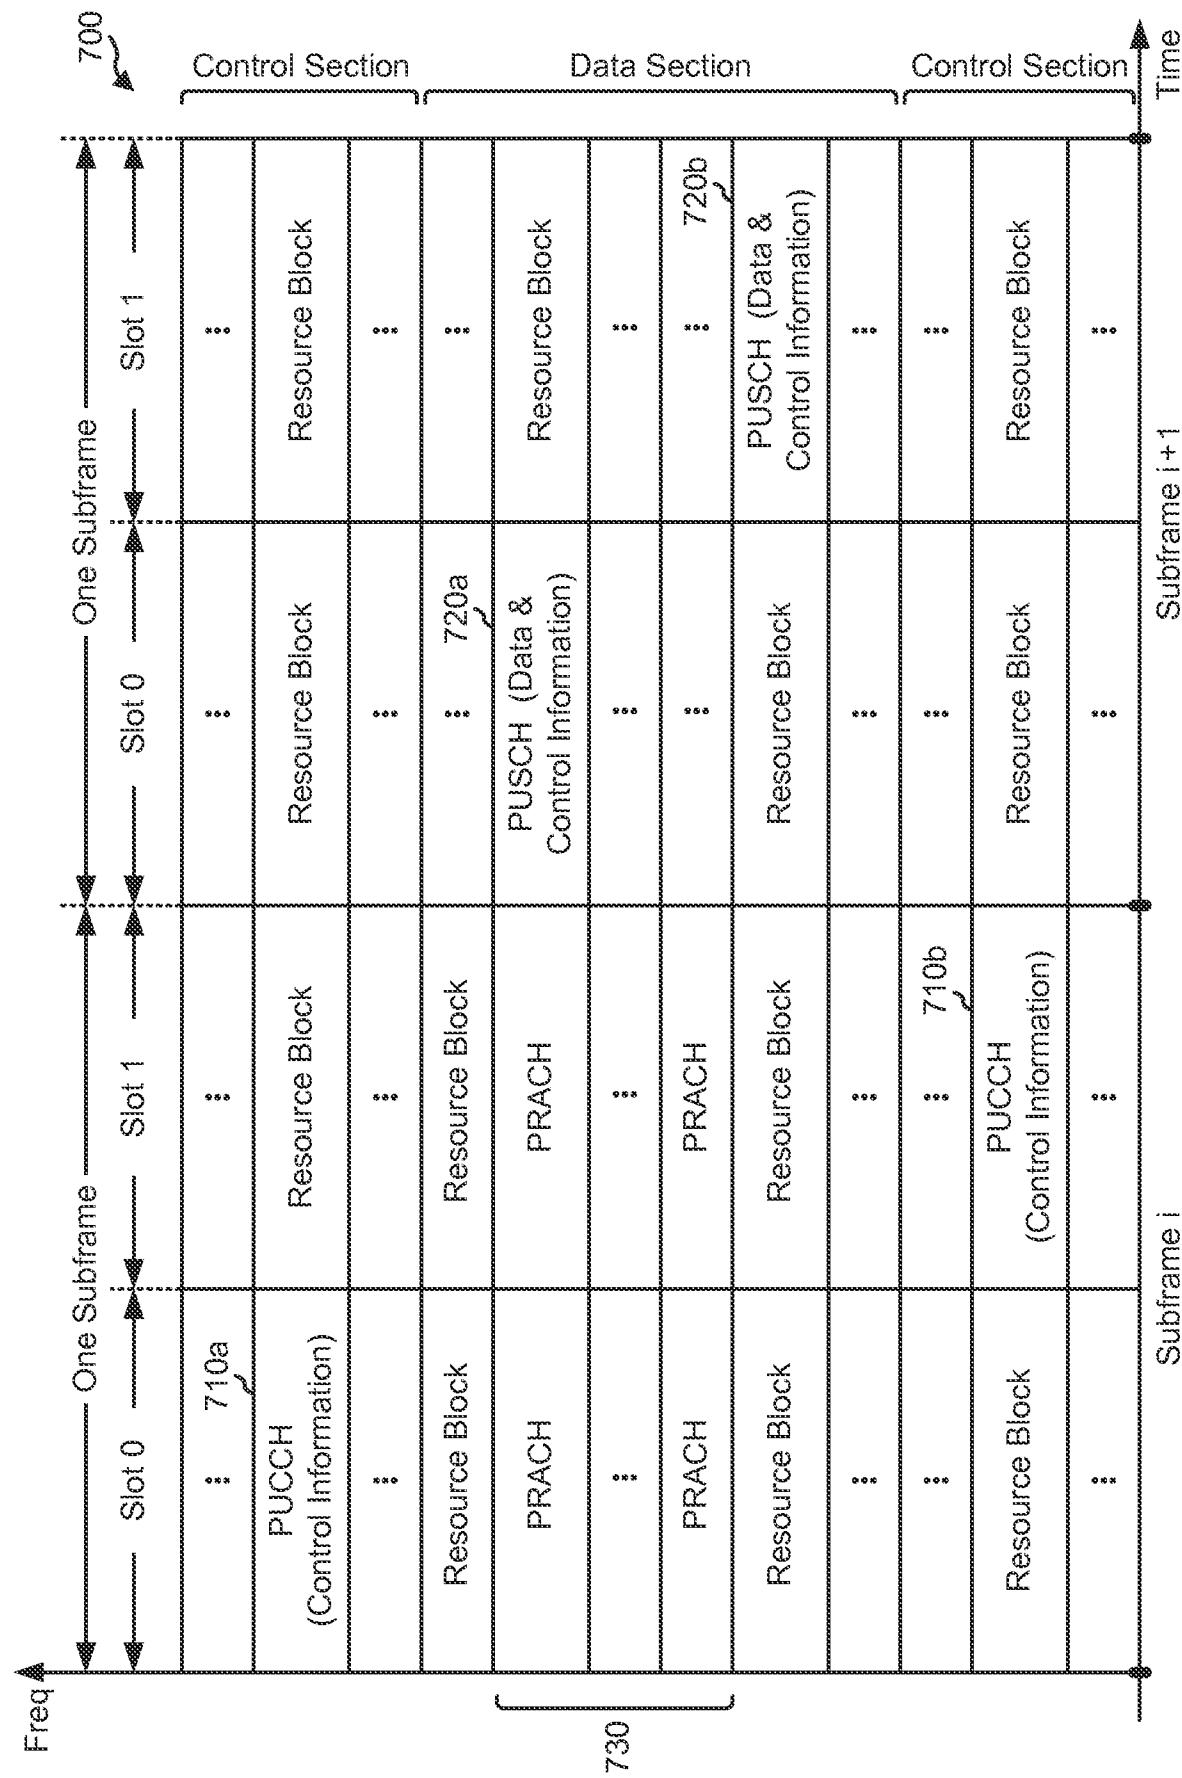 Freq
One Subframe
One Subframe
700
Slot 0
Slot 1
Slot 0
Slot 1
...
710a
...
...
...
PUCCH
(Control Information)
Resource Block
Resource Block
Resource Block
Control Section
...
...
...
...
Resource Block
Resource Block
...
720a
...
PRACH
PRACH
PUSCH (Data &
Control Information)
Resource Block
730
...
...
...
...
Data Section
PRACH
PRACH
...
...
720b
Resource Block
Resource Block
Resource Block
PUSCH (Data &
Control Information)
...
...
...
...
...
...
710b
...
...
Resource Block
PUCCH
(Control Information)
Resource Block
Resource Block
Control Section
...
...
...
...
Subframe i
Subframe i + 1
Time